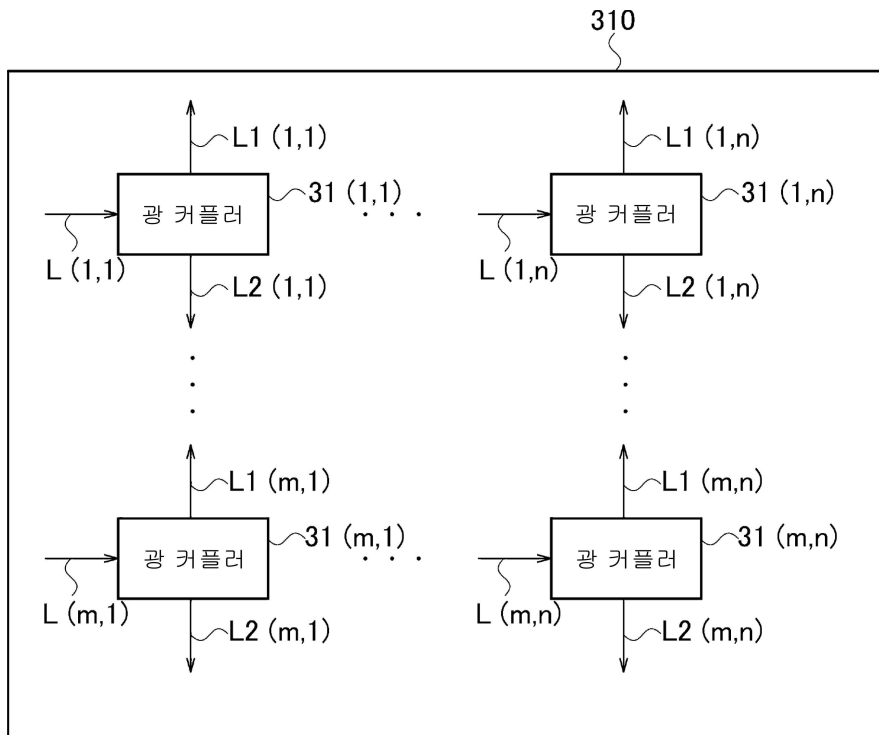 310
L1 (1,1)
L1 (1,n)
광 커플러
31 (1,1)
· · ·
광 커플러
31 (1,n)
L (1,1)
L (1,n)
L2 (1,1)
L2 (1,n)
L1 (m,1)
L1 (m,n)
광 커플러
31 (m,1)
· · ·
광 커플러
31 (m,n)
L (m,1)
L (m,n)
L2 (m,1)
L2 (m,n)